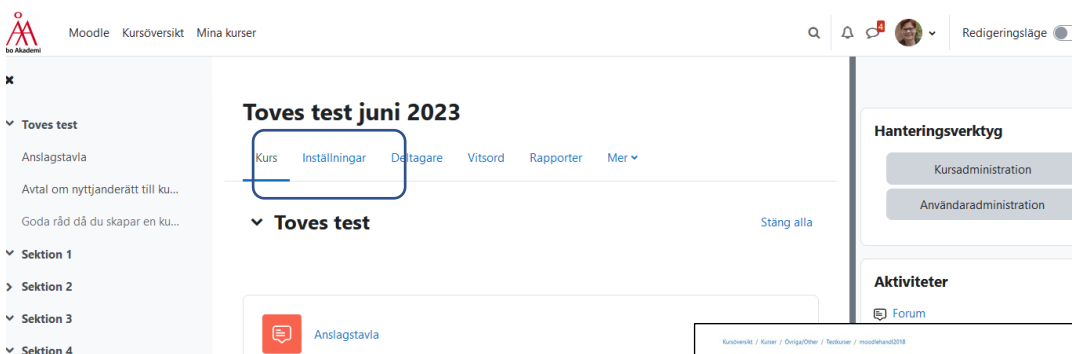 bo Akademi
Moodle Kursöversikt Mina kurser
4
Redigeringsläge
Toves test
Anslagstavla
Avtal om nyttjanderätt till ku...
Goda råd då du skapar en ku...
Sektion 1
Sektion 2
Sektion 3
Sektion 4
Toves test juni 2023
Kurs Inställningar Deltagare Vitsord Rapporter Mer
Toves test
Stäng alla
Anslagstavla
Hanteringsverktyg
Kursadministration
Användaradministration
Aktiviteter
Forum
Kursöversikt / Kurser / Övriga/Other / Testkurser / moodlehandl2018